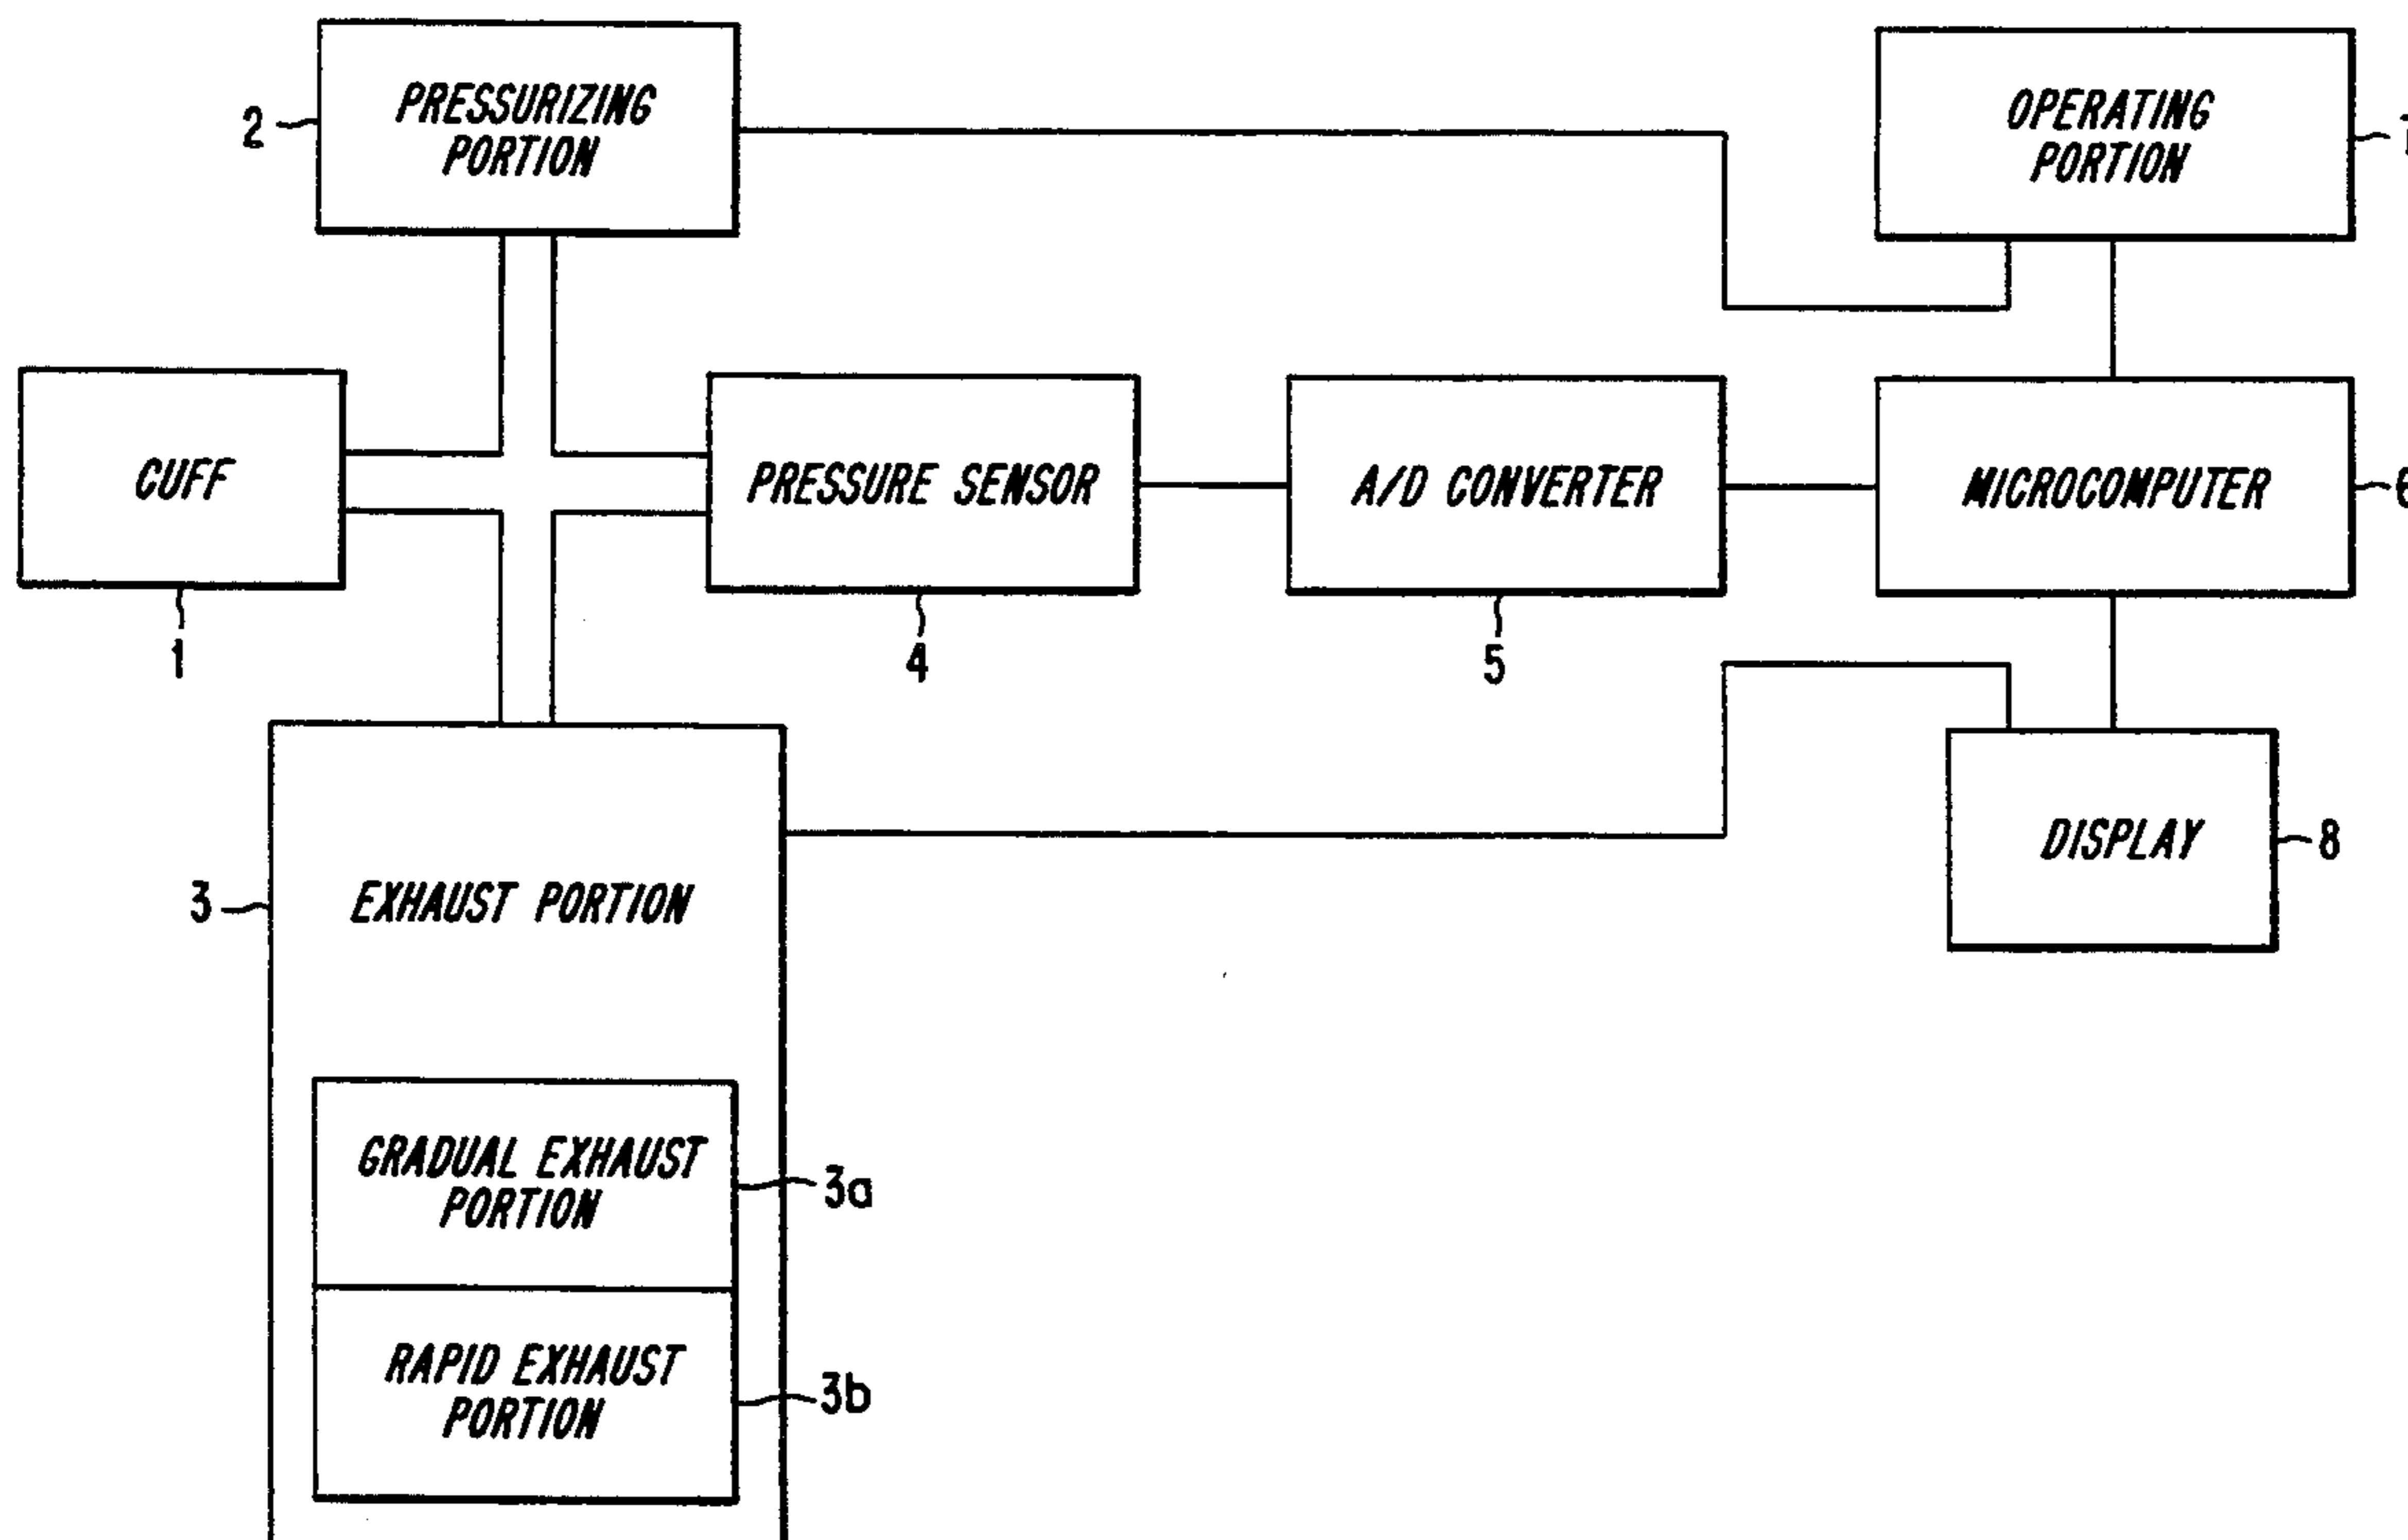 PRESSURIZING
PORTION
2
OPERATING
PORTION
CUFF
1
PRESSURE SENSOR
4
A/D CONVERTER
5
MICROCOMPUTER
EXHAUST PORTION
3
DISPLAY
8
GRADUAL EXHAUST
PORTION
3a
RAPID EXHAUST
PORTION
3b